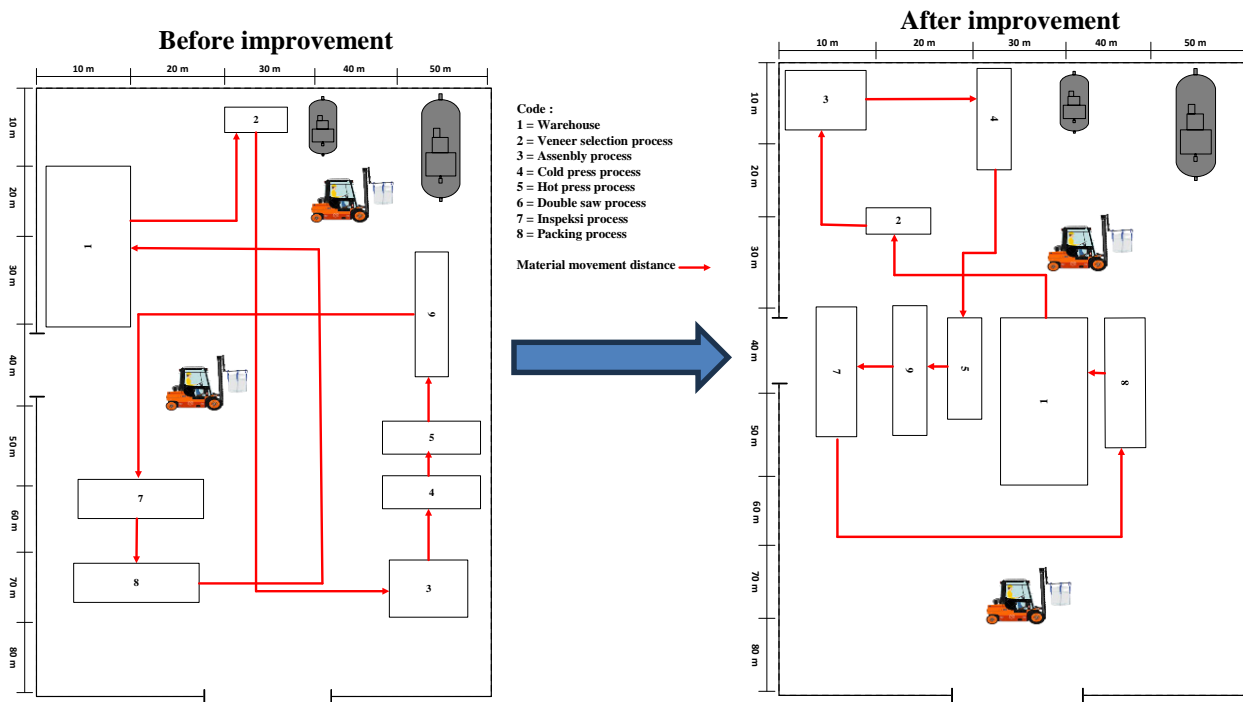 Before improvement
10 m 20 m 30 m 40 m 50 m
10 m
20 m
30 m
40 m
50 m
60 m
70 m
80 m
2
1
6
5
4
7
8
3
Code :
1 = Warehouse
2 = Veneer selection process
3 = Assenbly process
4 = Cold press process
5 = Hot press process
6 = Double saw process
7 = Inspeksi process
8 = Packing process
Material movement distance
After improvement
10 m 20 m 30 m 40 m 50 m
10 m
20 m
30 m
40 m
50 m
60 m
70 m
80 m
3
4
2
7
6
5
1
8